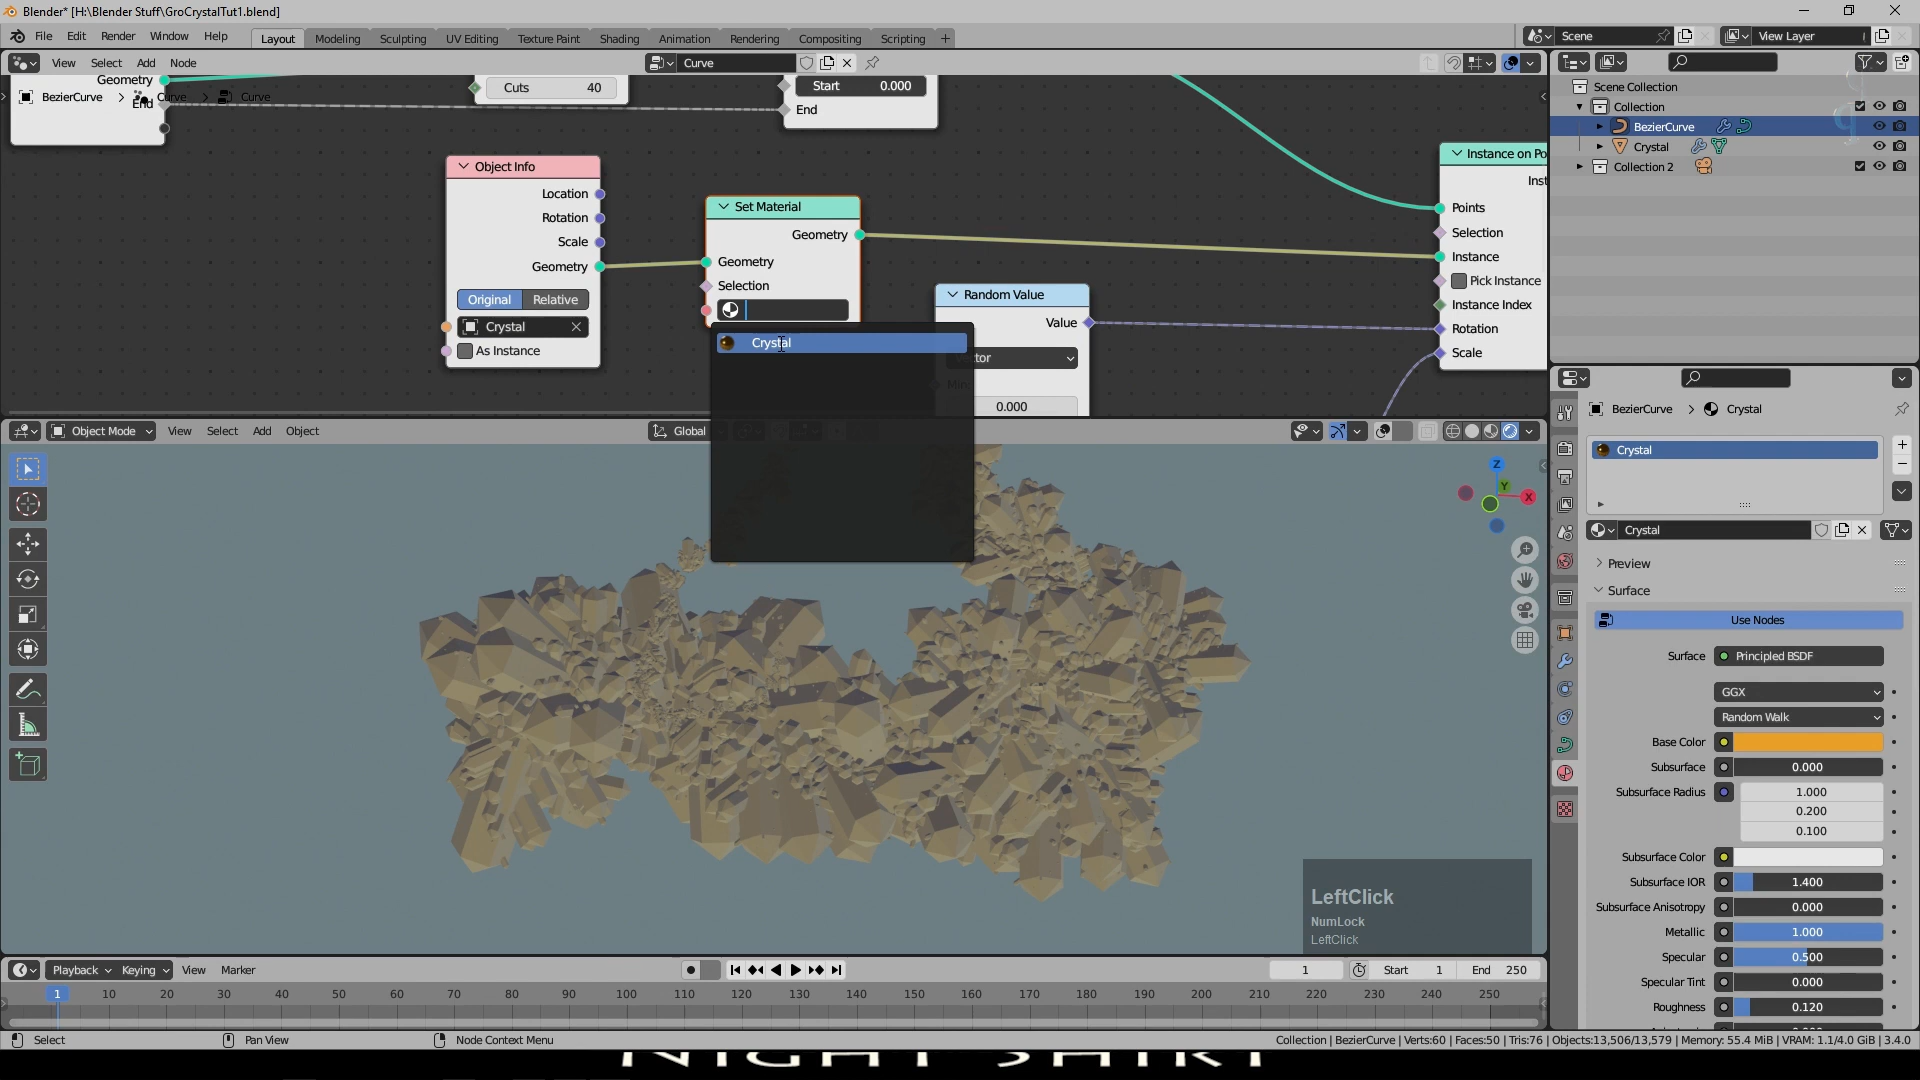 Blender* [H:\Blender Stuff\GroCrystalTut1.blend]
File Edit Render Window Help Layout Modeling Sculpting UV Editing Texture Paint Shading Animation Rendering Compositing Scripting + Scene View Layer
View Select Add Node Curve
Geometry
BezierCurve > Curve > Curve
End
Cuts 40
Start 0.000
End
Object Info
Location
Rotation
Scale
Geometry
Original Relative
Crystal
As Instance
Set Material
Geometry
Geometry
Selection
Crystal
Random Value
Value
ctor
Min
0.000
Instance on Po
Inst
Points
Selection
Instance
Pick Instance
Instance Index
Rotation
Scale
Scene Collection
Collection
BezierCurve
Crystal
Collection 2
BezierCurve > Crystal
Crystal
Crystal
Preview
Surface
Use Nodes
Surface Principled BSDF
GGX
Random Walk
Base Color
Subsurface 0.000
Subsurface Radius 1.000
0.200
0.100
Subsurface Color
Subsurface IOR 1.400
Subsurface Anisotropy 0.000
Metallic 1.000
Specular 0.500
Specular Tint 0.000
Roughness 0.120
Object Mode View Select Add Object Global
Z
Y
X
LeftClick
NumLock
LeftClick
Playback Keying View Marker 1 Start 1 End 250
1 10 20 30 40 50 60 70 80 90 100 110 120 130 140 150 160 170 180 190 200 210 220 230 240 250
Select Pan View Node Context Menu Collection | BezierCurve | Verts:60 | Faces:50 | Tris:76 | Objects:13,506/13,579 | Memory: 55.4 MiB | VRAM: 1.1/4.0 GiB | 3.4.0
NIGHT SHIRT